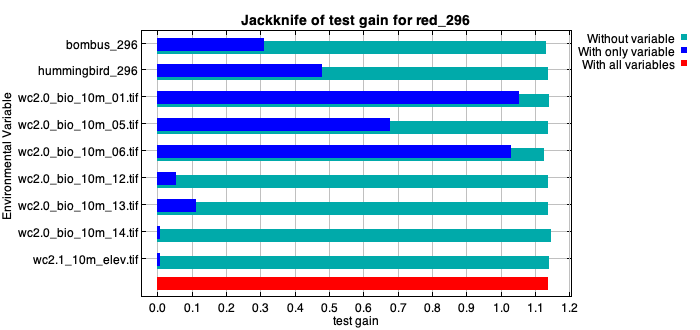 Jackknife of test gain for red_296
Without variable
With only variable
With all variables
Environmental Variable
bombus_296
hummingbird_296
wc2.0_bio_10m_01.tif
wc2.0_bio_10m_05.tif
wc2.0_bio_10m_06.tif
wc2.0_bio_10m_12.tif
wc2.0_bio_10m_13.tif
wc2.0_bio_10m_14.tif
wc2.1_10m_elev.tif
0.0 0.1 0.2 0.3 0.4 0.5 0.6 0.7 0.8 0.9 1.0 1.1 1.2
test gain